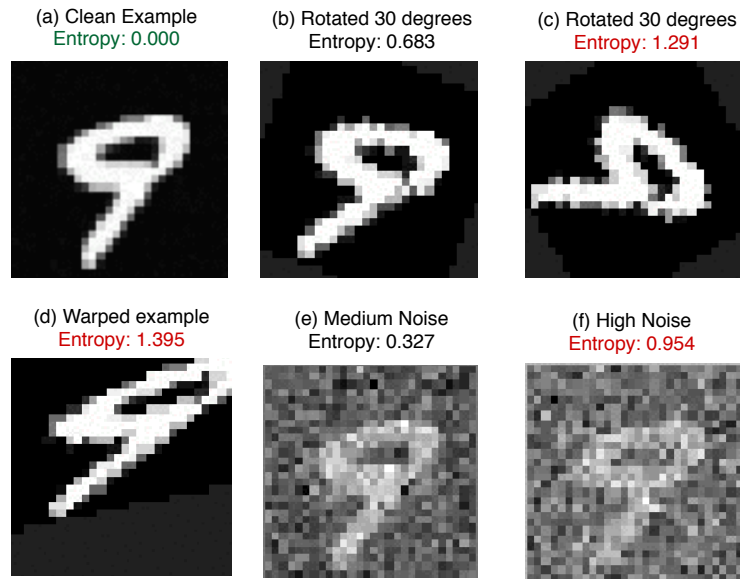 (a) Clean Example
Entropy: 0.000
(b) Rotated 30 degrees
Entropy: 0.683
(c) Rotated 30 degrees
Entropy: 1.291
(d) Warped example
Entropy: 1.395
(e) Medium Noise
Entropy: 0.327
(f) High Noise
Entropy: 0.954